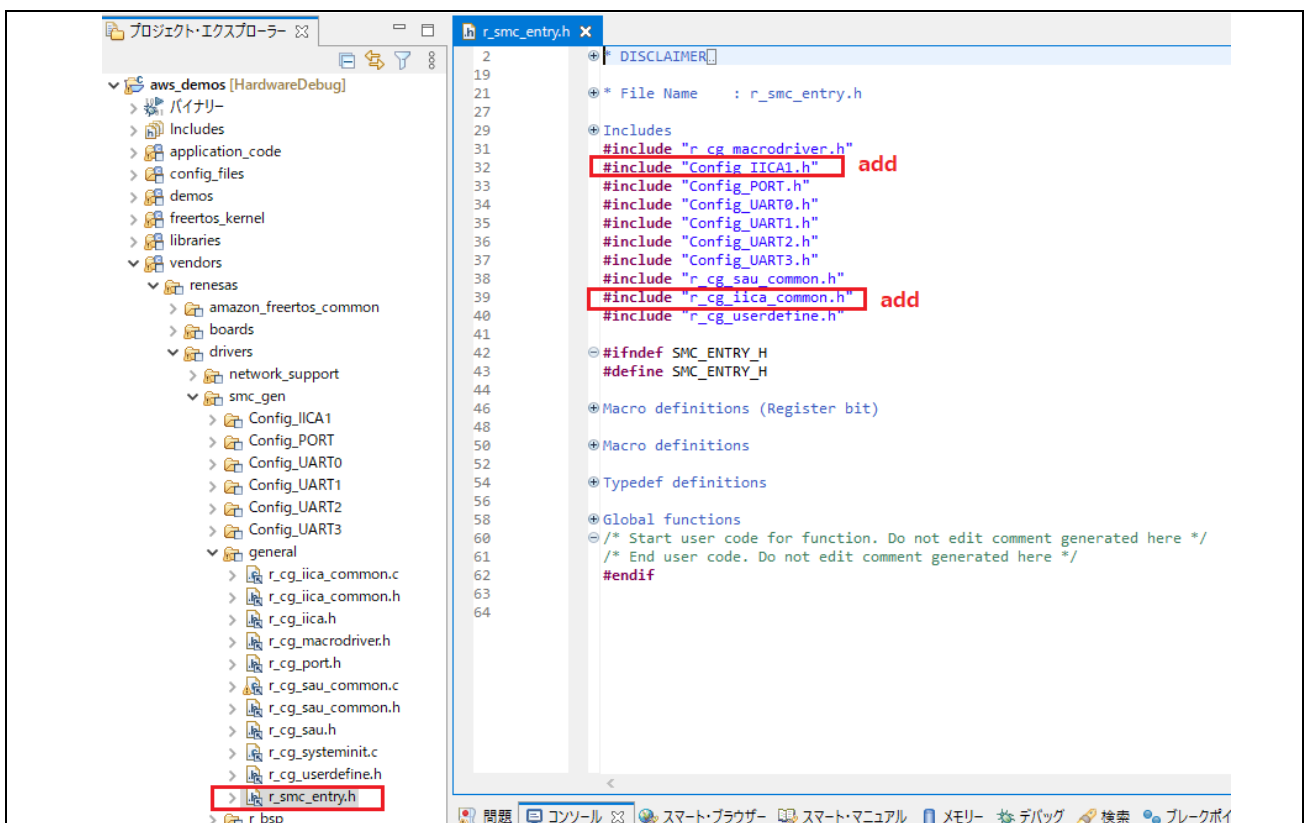 プロジェクト・エクスプローラー
aws_demos [HardwareDebug]
バイナリー
Includes
application_code
config_files
demos
freertos_kernel
libraries
vendors
renesas
amazon_freertos_common
boards
drivers
network_support
smc_gen
Config_IICA1
Config_PORT
Config_UART0
Config_UART1
Config_UART2
Config_UART3
general
r_cg_iica_common.c
r_cg_iica_common.h
r_cg_iica.h
r_cg_macrodriver.h
r_cg_port.h
r_cg_sau_common.c
r_cg_sau_common.h
r_cg_sau.h
r_cg_systeminit.c
r_cg_userdefine.h
r_smc_entry.h
r_bsp
r_smc_entry.h
2 * DISCLAIMER
19
21 * File Name : r_smc_entry.h
27
29 Includes
31 #include "r_cg_macrodriver.h"
32 #include "Config_IICA1.h" add
33 #include "Config_PORT.h"
34 #include "Config_UART0.h"
35 #include "Config_UART1.h"
36 #include "Config_UART2.h"
37 #include "Config_UART3.h"
38 #include "r_cg_sau_common.h"
39 #include "r_cg_iica_common.h" add
40 #include "r_cg_userdefine.h"
41
42 #ifndef SMC_ENTRY_H
43 #define SMC_ENTRY_H
44
46 Macro definitions (Register bit)
48
50 Macro definitions
52
54 Typedef definitions
56
58 Global functions
60 /* Start user code for function. Do not edit comment generated here */
61 /* End user code. Do not edit comment generated here */
62 #endif
63
64
問題 コンソール スマート・ブラウザー スマート・マニュアル メモリー デバッグ 検索 ブレークポイ